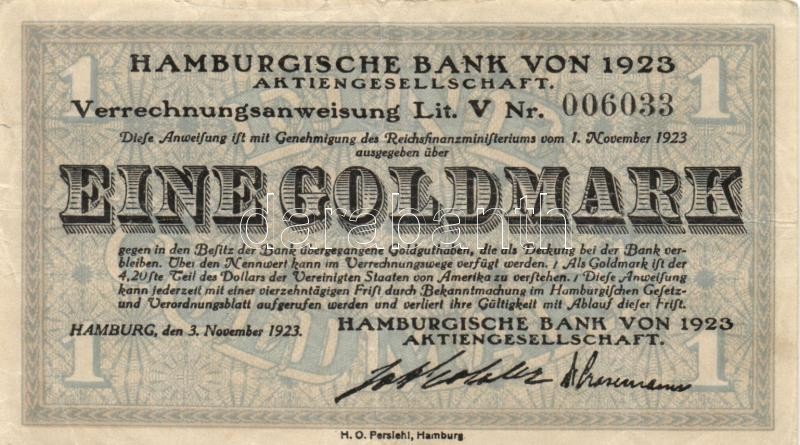 HAMBURGISCHE BANK VON 1923
AKTIENGESELLSCHAFT.
1
1
Verrechnungsanweisung Lit. V Nr. 006033
Diese Anweisung ist mit Genehmigung des Reichsfinanzministeriums vom 1. November 1923
ausgegeben über
EINE GOLDMARK
databanth
gegen in den Besitz der Bank übergegangene Goldguthaben, die als Deckung bei der Bank ver-
bleiben. Über den Nennwert kann im Verrechnungswege verfügt werden. / Als Goldmark ist der
4,20ste Teil des Dollars der Vereinigten Staaten von Amerika zu verstehen. / Diese Anweisung
kann jederzeit mit einer vierzehntägigen Frist durch Bekanntmachung im Hamburgischen Gesetz-
und Verordnungsblatt aufgerufen werden und verliert ihre Gültigkeit mit Ablauf dieser Frist.
HAMBURG, den 3. November 1923.
HAMBURGISCHE BANK VON 1923
AKTIENGESELLSCHAFT.
1
1
H. O. Persiehl, Hamburg